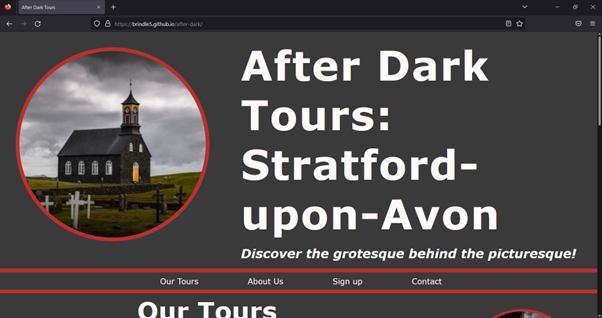 After Dark Tours
https://brindle5.github.io/after-dark/
After Dark
Tours:
Stratford-
upon-Avon
Discover the grotesque behind the picturesque!
Our Tours About Us Sign up Contact
Our Tours